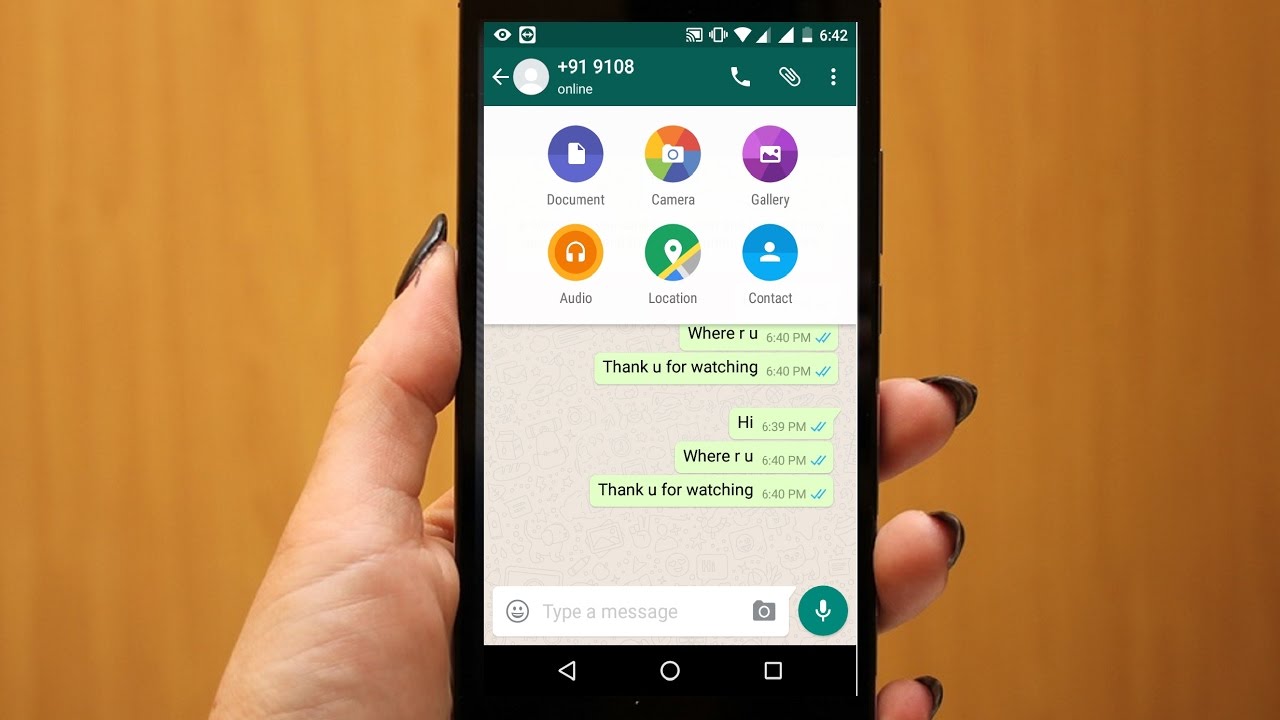 6:42
+91 9108
online
Document Camera Gallery
Audio Location Contact
Where r u 6:40 PM
Thank u for watching 6:40 PM
Hi 6:39 PM
Where r u 6:40 PM
Thank u for watching 6:40 PM
Type a message